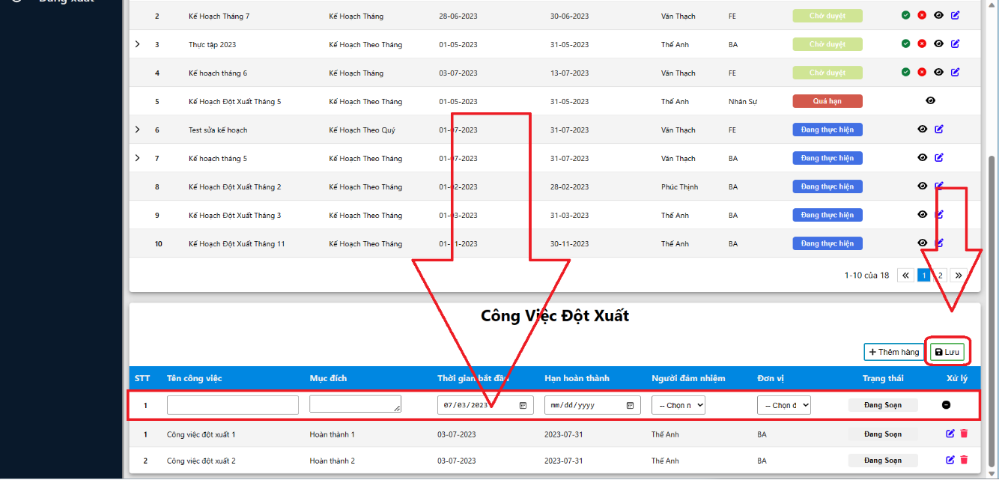 Đăng xuất
2 Kế Hoạch Tháng 7 Kế Hoạch Tháng 28-06-2023 30-06-2023 Văn Thạch FE Chờ duyệt
3 Thực tập 2023 Kế Hoạch Theo Tháng 01-05-2023 31-05-2023 Thế Anh BA Chờ duyệt
4 Kế hoạch tháng 6 Kế Hoạch Tháng 03-07-2023 13-07-2023 Văn Thạch FE Chờ duyệt
5 Kế Hoạch Đột Xuất Tháng 5 Kế Hoạch Theo Tháng 01-05-2023 31-05-2023 Thế Anh Nhân Sự Quá hạn
6 Test sửa kế hoạch Kế Hoạch Theo Quý 01-07-2023 31-07-2023 Văn Thạch FE Đang thực hiện
7 Kế hoạch tháng 5 Kế Hoạch Theo Tháng 01-07-2023 31-07-2023 Văn Thạch BA Đang thực hiện
8 Kế Hoạch Đột Xuất Tháng 2 Kế Hoạch Theo Tháng 01-02-2023 28-02-2023 Phúc Thịnh BA Đang thực hiện
9 Kế Hoạch Đột Xuất Tháng 3 Kế Hoạch Theo Tháng 01-03-2023 31-03-2023 Thế Anh BA Đang thực hiện
10 Kế Hoạch Đột Xuất Tháng 11 Kế Hoạch Theo Tháng 01-11-2023 30-11-2023 Thế Anh BA Đang thực hiện
1-10 của 18 « 1 2 »
Công Việc Đột Xuất
+ Thêm hàng Lưu
STT Tên công việc Mục đích Thời gian bắt đầu Hạn hoàn thành Người đảm nhiệm Đơn vị Trạng thái Xử lý
1 07/03/2023 mm/dd/yyyy -- Chọn n -- Chọn đ Đang Soạn
1 Công việc đột xuất 1 Hoàn thành 1 03-07-2023 2023-07-31 Thế Anh BA Đang Soạn
2 Công việc đột xuất 2 Hoàn thành 2 03-07-2023 2023-07-31 Thế Anh BA Đang Soạn